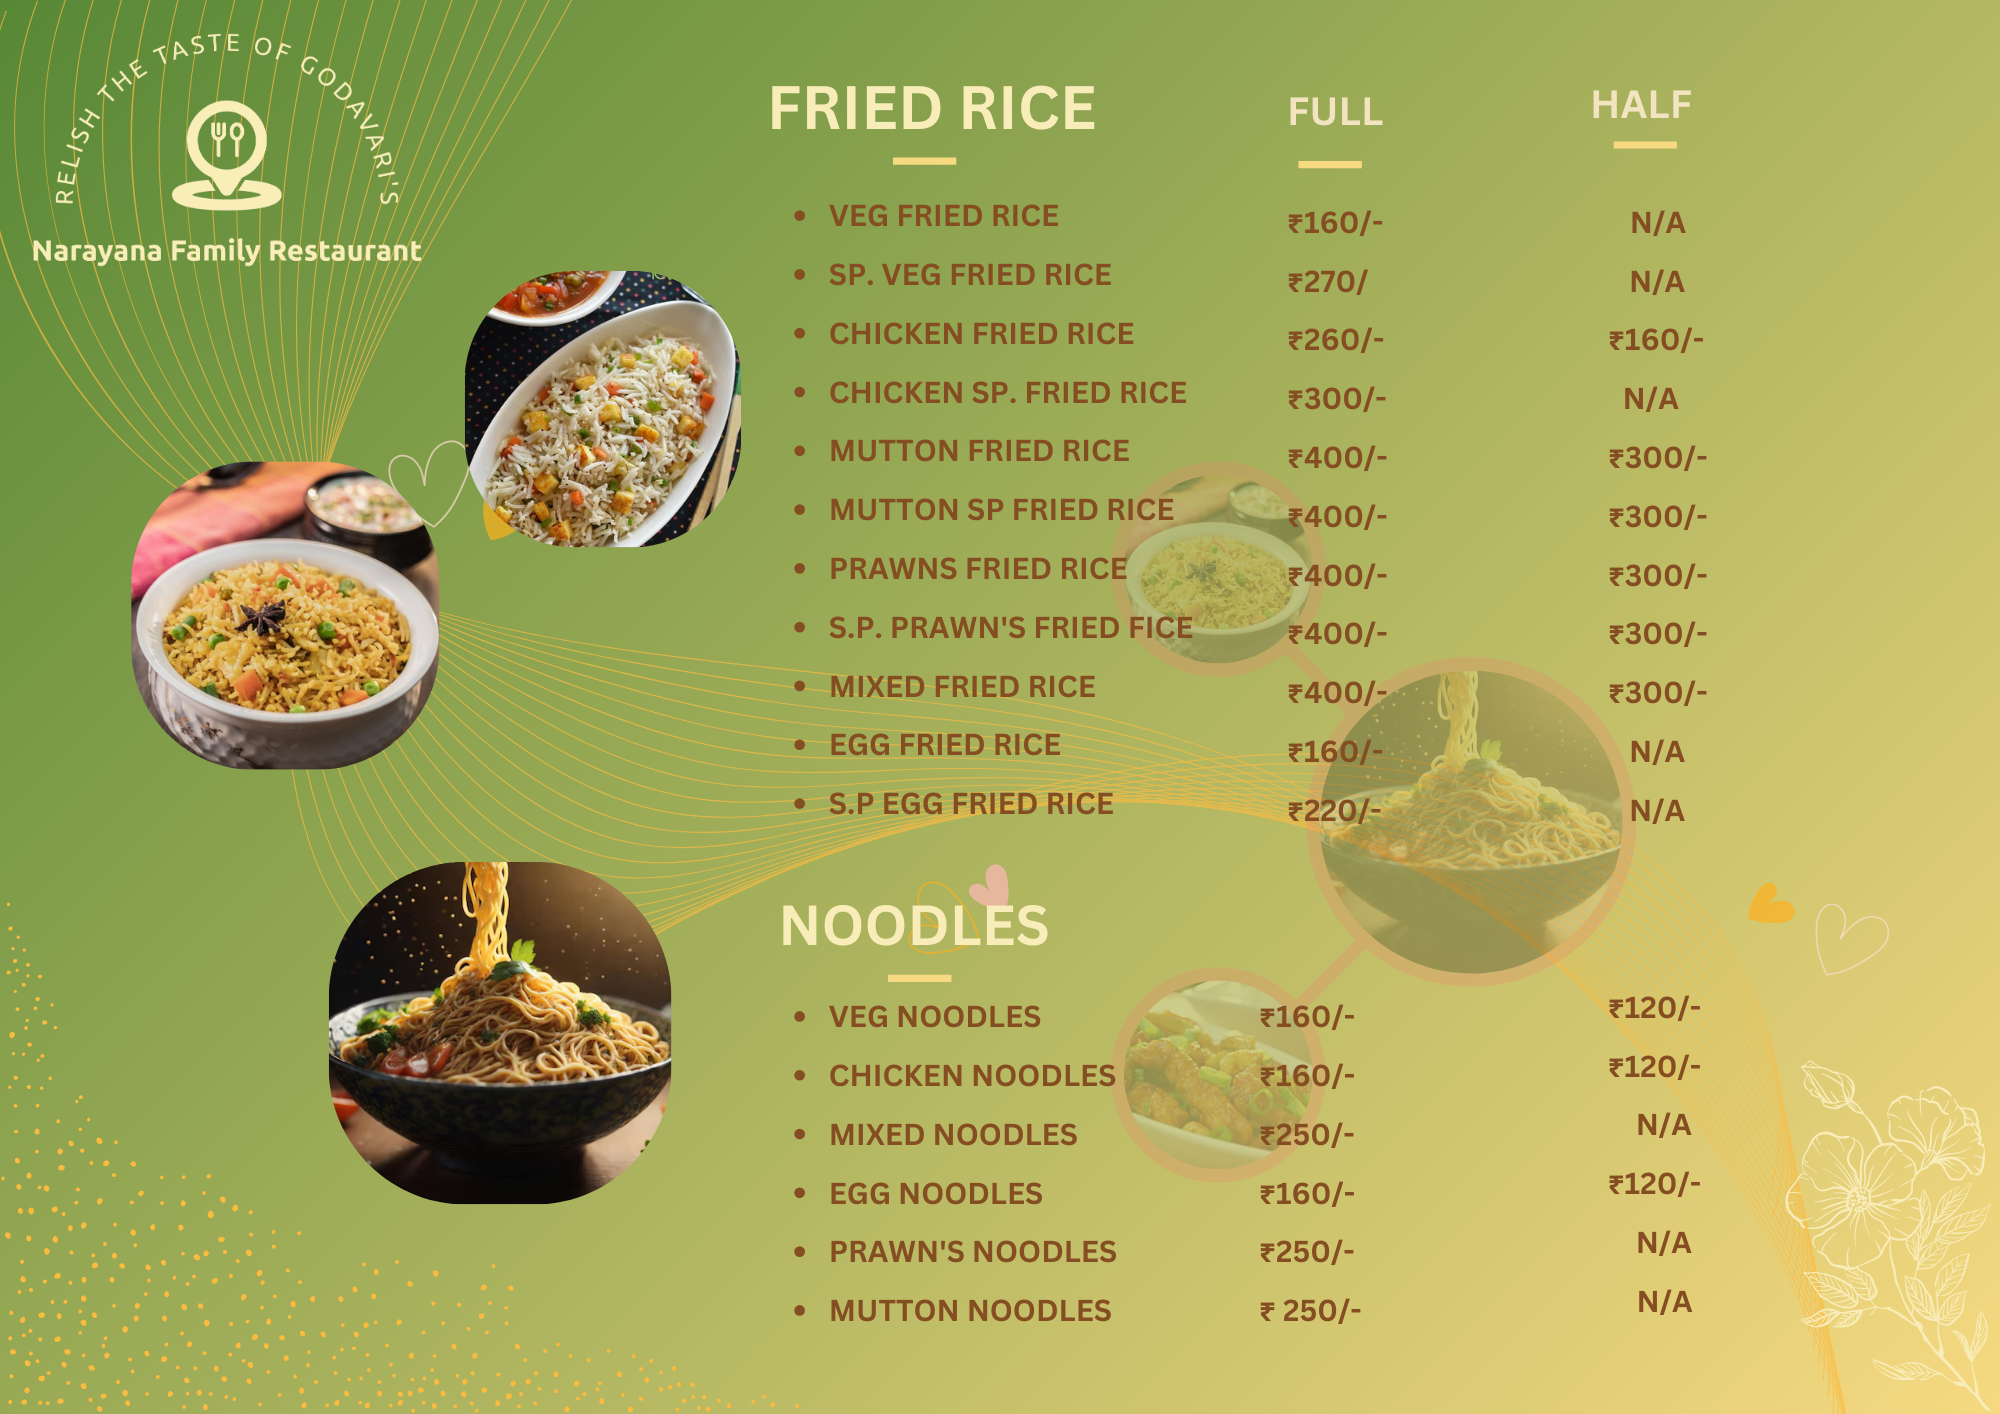 RELISH THE TASTE OF GODAVARI'S
Narayana Family Restaurant
FRIED RICE FULL HALF
• VEG FRIED RICE ₹160/- N/A
• SP. VEG FRIED RICE ₹270/ N/A
• CHICKEN FRIED RICE ₹260/- ₹160/-
• CHICKEN SP. FRIED RICE ₹300/- N/A
• MUTTON FRIED RICE ₹400/- ₹300/-
• MUTTON SP FRIED RICE ₹400/- ₹300/-
• PRAWNS FRIED RICE ₹400/- ₹300/-
• S.P. PRAWN'S FRIED FICE ₹400/- ₹300/-
• MIXED FRIED RICE ₹400/- ₹300/-
• EGG FRIED RICE ₹160/- N/A
• S.P EGG FRIED RICE ₹220/- N/A
NOODLES
• VEG NOODLES ₹160/- ₹120/-
• CHICKEN NOODLES ₹160/- ₹120/-
• MIXED NOODLES ₹250/- N/A
• EGG NOODLES ₹160/- ₹120/-
• PRAWN'S NOODLES ₹250/- N/A
• MUTTON NOODLES ₹ 250/- N/A